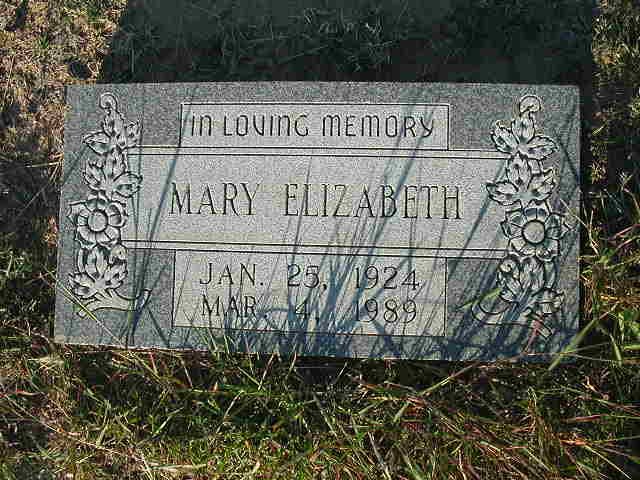 IN LOVING MEMORY
MARY ELIZABETH
JAN. 25, 1924
MAR. 4, 1989